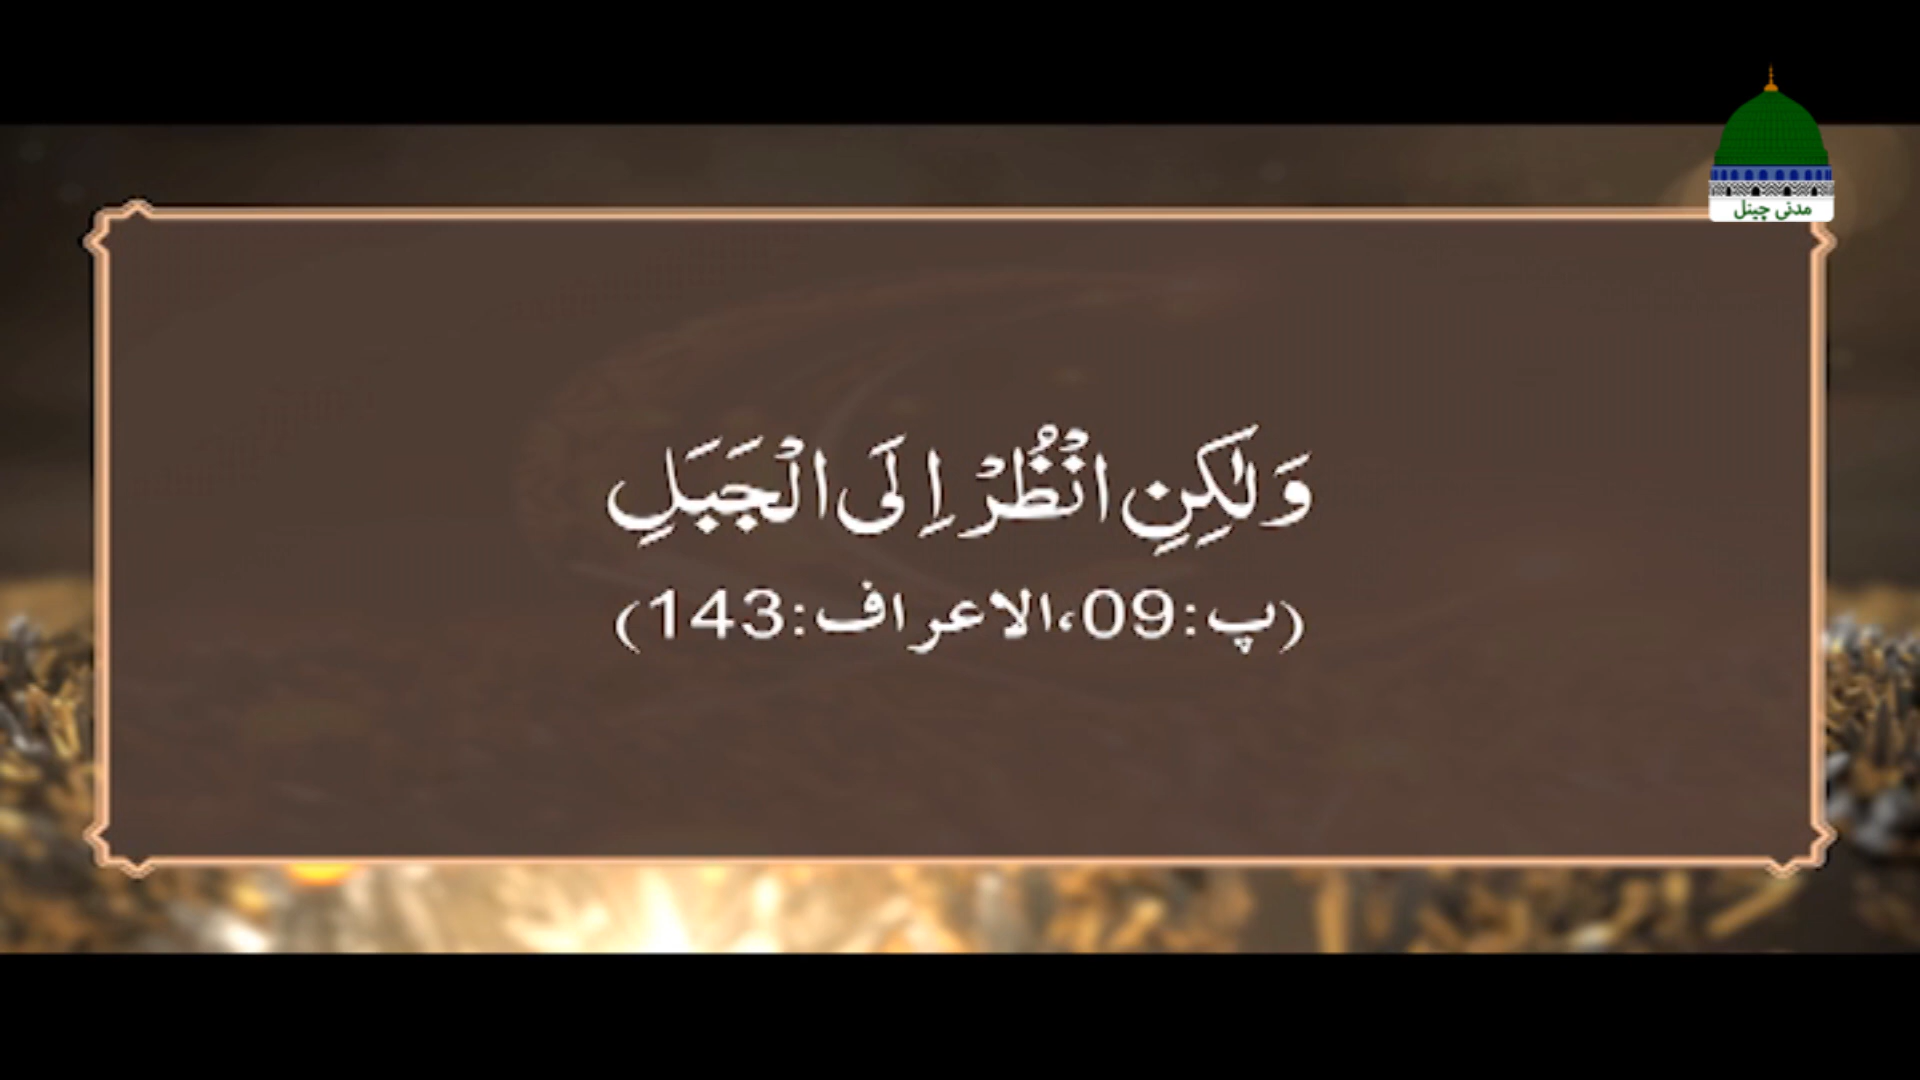 مدنی چینل
وَلٰكِنِ انْظُرْ اِلَى الْجَبَلِ
(پ:09،الاعراف:143)